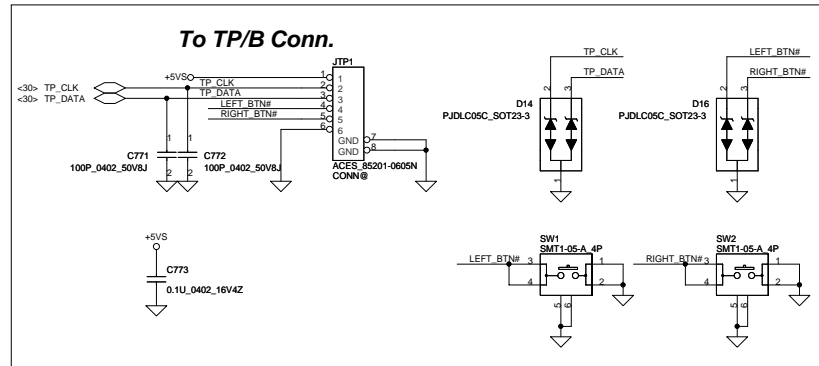 To TP/B Conn.
JTP1
+5VS
<30> TP_CLK
<30> TP_DATA
TP_CLK
TP_DATA
LEFT_BTN#
RIGHT_BTN#
1
2
3
4
5
6
1
2
3
4
5
6
GND 7
GND 8
ACES_85201-0605N
CONN@
1
1
C771
C772
100P_0402_50V8J
100P_0402_50V8J
2
2
+5VS
C773
0.1U_0402_16V4Z
TP_CLK
TP_DATA
2
3
D14
PJDLC05C_SOT23-3
1
LEFT_BTN#
RIGHT_BTN#
2
3
D16
PJDLC05C_SOT23-3
1
SW1
SMT1-05-A_4P
LEFT_BTN#
3
1
4
2
5
6
SW2
SMT1-05-A_4P
RIGHT_BTN#
3
1
4
2
5
6